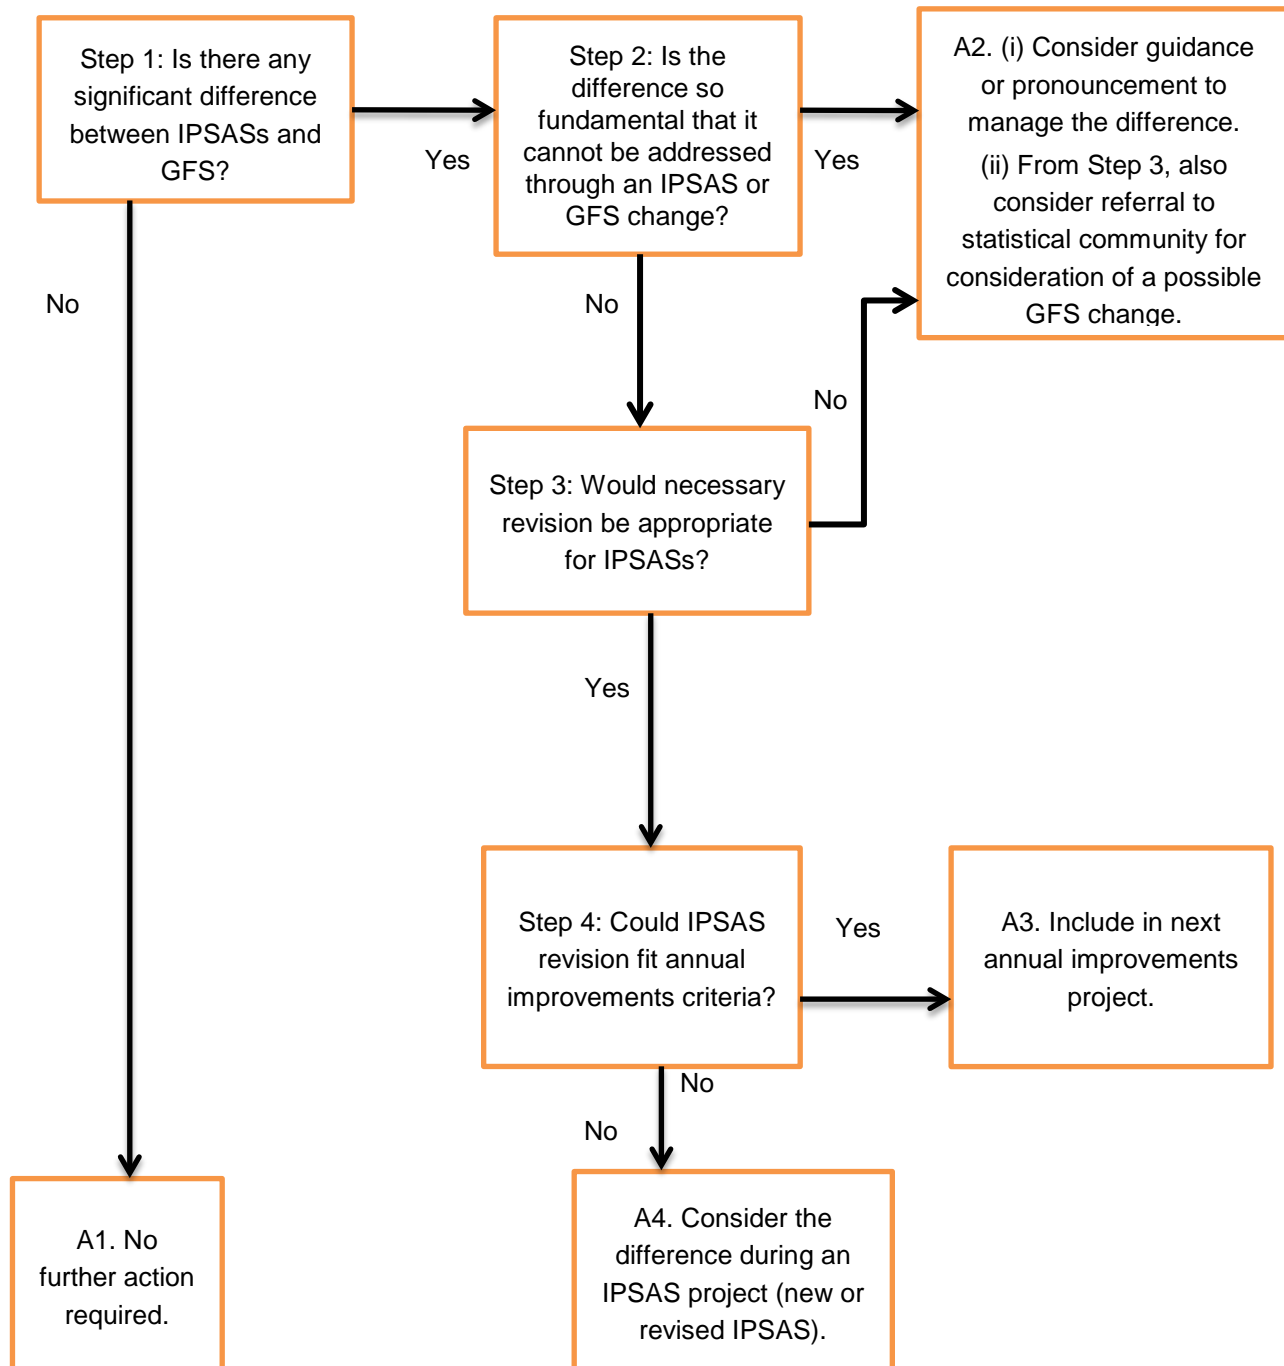 Step 1: Is there any
significant difference
between IPSASs and
GFS?
Yes
Step 2: Is the
difference so
fundamental that it
cannot be addressed
through an IPSAS or
GFS change?
Yes
A2. (i) Consider guidance
or pronouncement to
manage the difference.
(ii) From Step 3, also
consider referral to
statistical community for
consideration of a possible
GFS change.
No
No
No
Step 3: Would necessary
revision be appropriate
for IPSASs?
Yes
Step 4: Could IPSAS
revision fit annual
improvements criteria?
Yes
A3. Include in next
annual improvements
project.
No
No
A1. No
further action
required.
A4. Consider the
difference during an
IPSAS project (new or
revised IPSAS).